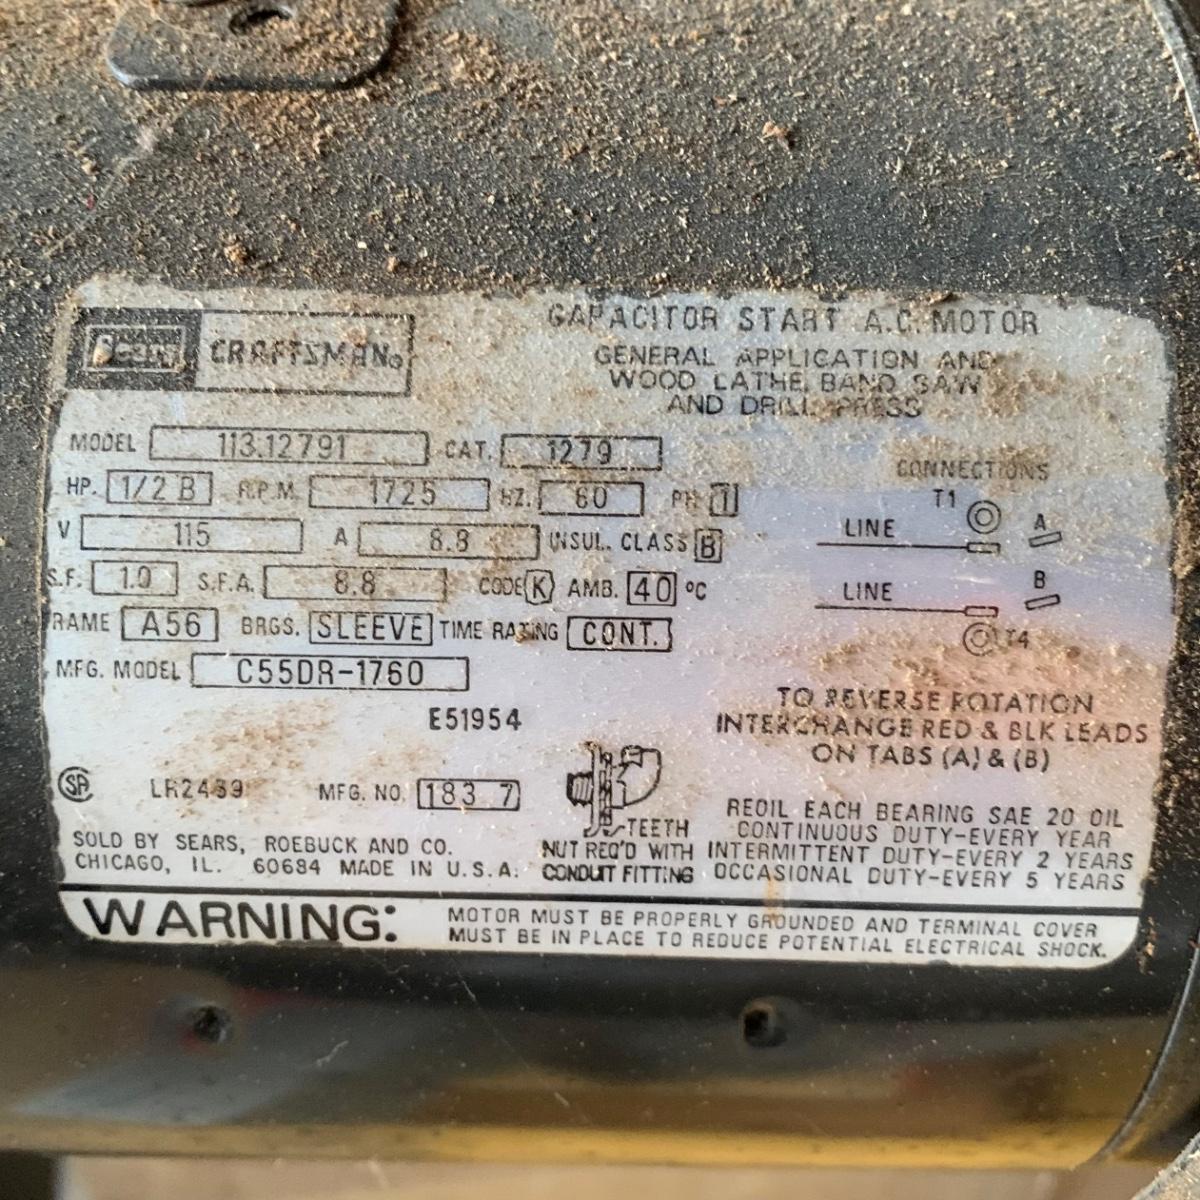 Sears CRAFTSMAN®
CAPACITOR START A.C. MOTOR
GENERAL APPLICATION AND
WOOD LATHE, BAND SAW
AND DRILL PRESS
MODEL 113.12791 CAT. 1279
HP. 1/2 B R.P.M. 1725 HZ. 60 PH 1
V 115 A 8.8 INSUL. CLASS B
S.F. 1.0 S.F.A. 8.8 CODE K AMB. 40 °C
FRAME A56 BRGS. SLEEVE TIME RATING CONT.
MFG. MODEL C55DR-1760
E51954
SA LR2439 MFG. NO. 183 7
SOLD BY SEARS, ROEBUCK AND CO.
CHICAGO, IL. 60684 MADE IN U.S.A.
TEETH
NUT REQ'D WITH
CONDUIT FITTING
CONNECTIONS
T1
LINE A
LINE B
T4
TO REVERSE ROTATION
INTERCHANGE RED & BLK LEADS
ON TABS (A) & (B)
REOIL EACH BEARING SAE 20 OIL
CONTINUOUS DUTY-EVERY YEAR
INTERMITTENT DUTY-EVERY 2 YEARS
OCCASIONAL DUTY-EVERY 5 YEARS
WARNING: MOTOR MUST BE PROPERLY GROUNDED AND TERMINAL COVER
MUST BE IN PLACE TO REDUCE POTENTIAL ELECTRICAL SHOCK.